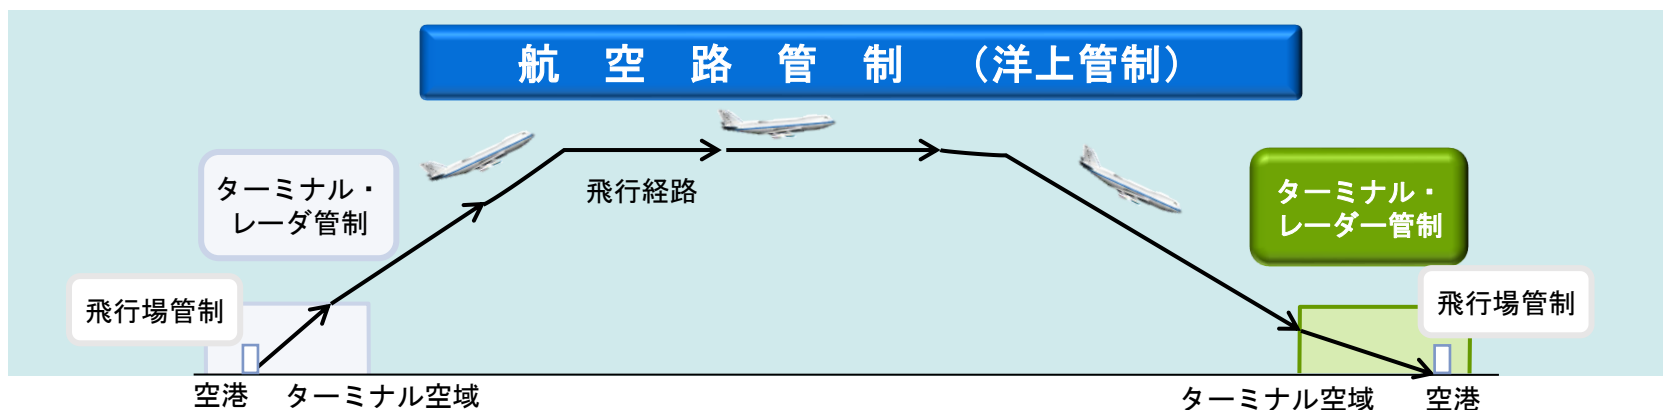 航空路管制（洋上管制）
ターミナル・
レーダ管制
飛行経路
ターミナル・
レーダー管制
飛行場管制
飛行場管制
空港
ターミナル空域
ターミナル空域
空港